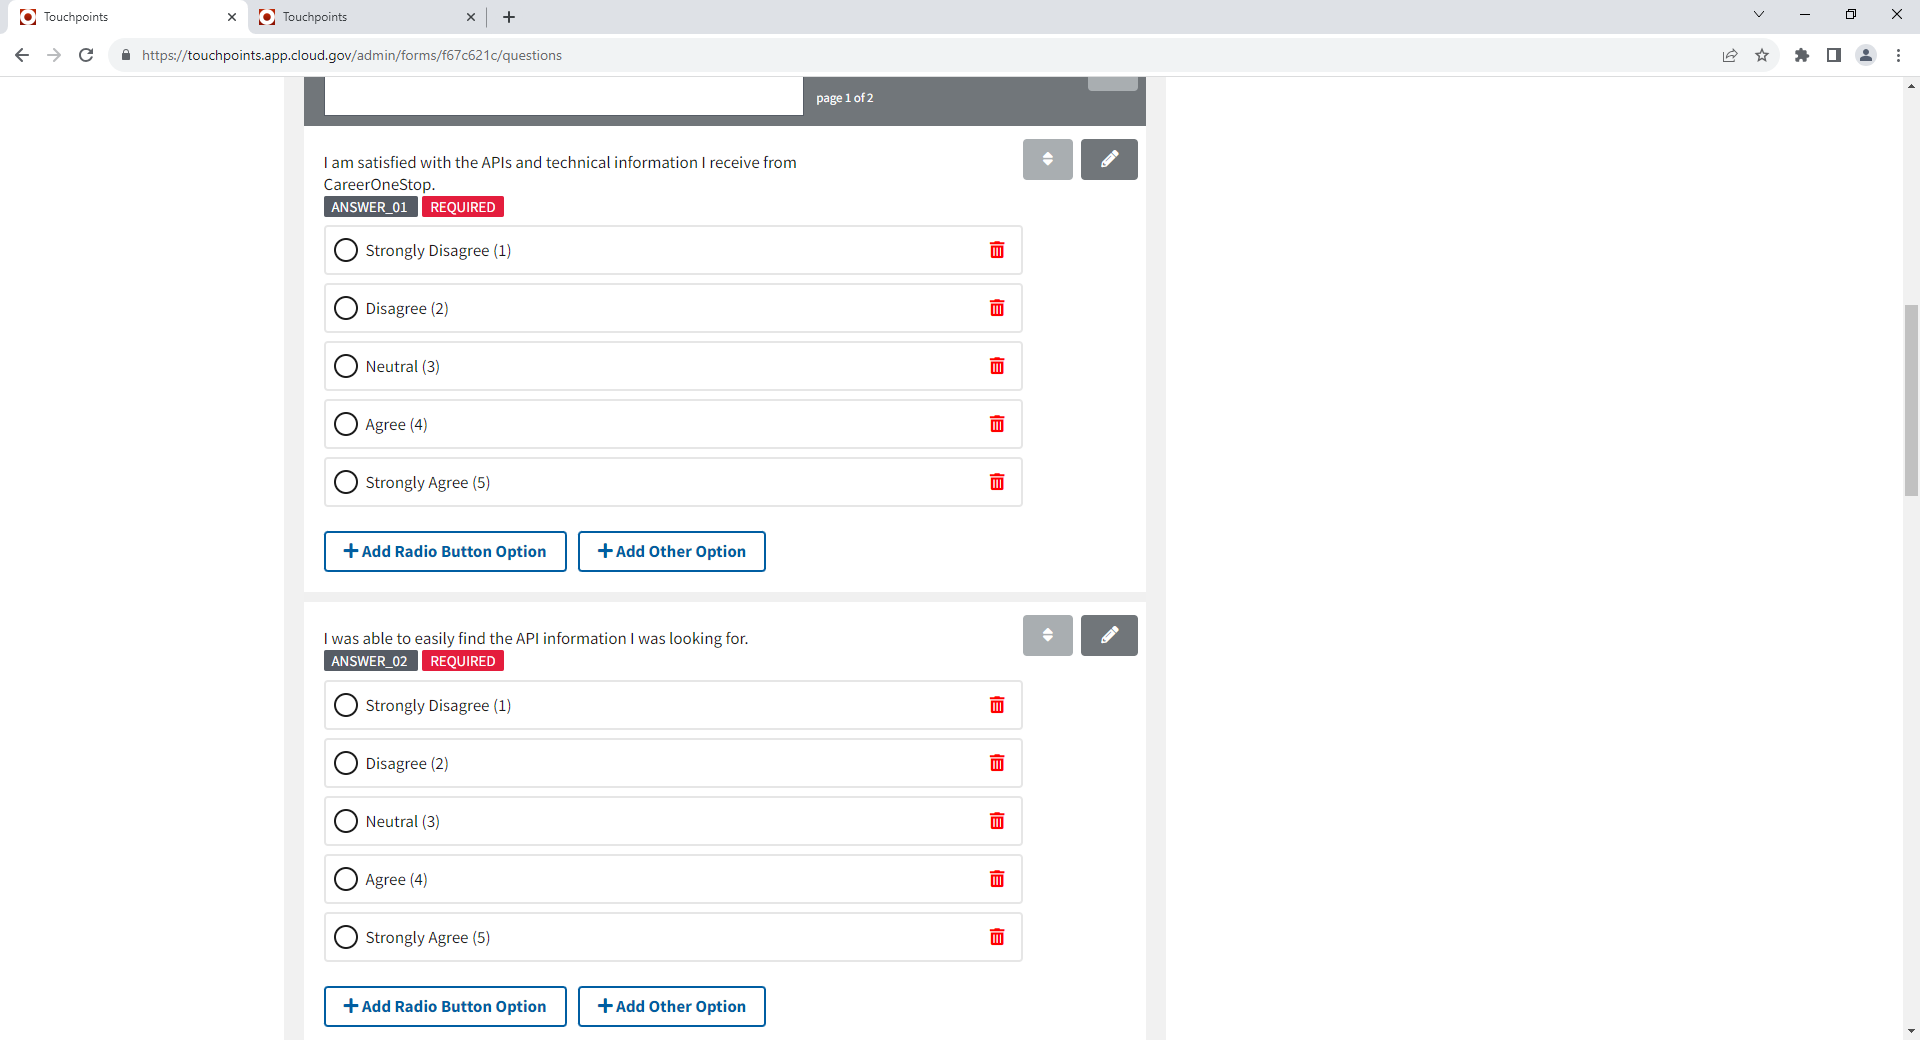 Touchpoints
Touchpoints
https://touchpoints.app.cloud.gov/admin/forms/f67c621c/questions
page 1 of 2
I am satisfied with the APIs and technical information I receive from
CareerOneStop.
ANSWER_01 REQUIRED
Strongly Disagree (1)
Disagree (2)
Neutral (3)
Agree (4)
Strongly Agree (5)
Add Radio Button Option
Add Other Option
I was able to easily find the API information I was looking for.
ANSWER_02 REQUIRED
Strongly Disagree (1)
Disagree (2)
Neutral (3)
Agree (4)
Strongly Agree (5)
Add Radio Button Option
Add Other Option